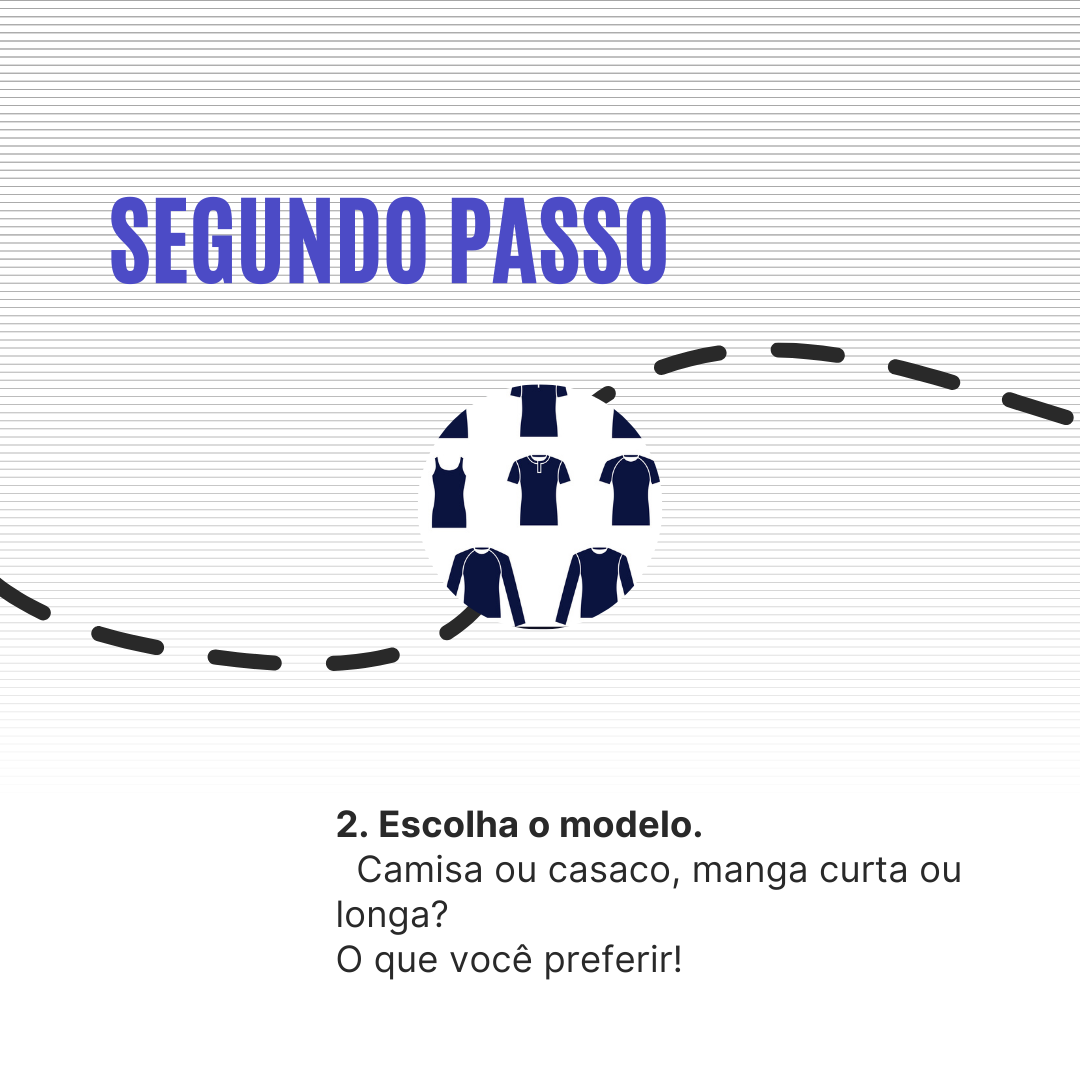 SEGUNDO PASSO
2. Escolha o modelo.
Camisa ou casaco, manga curta ou
longa?
O que você preferir!